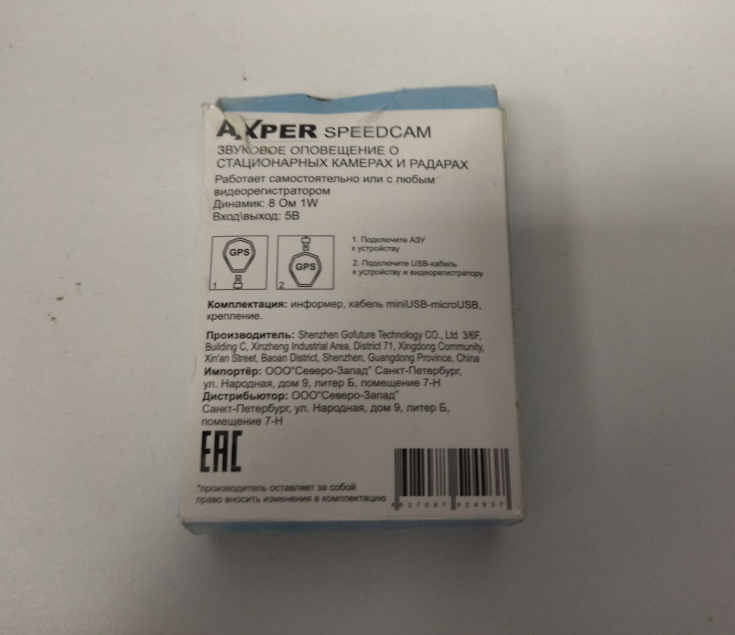 AXPER SPEEDCAM
ЗВУКОВОЕ ОПОВЕЩЕНИЕ О
СТАЦИОНАРНЫХ КАМЕРАХ И РАДАРАХ
Работает самостоятельно или с любым
видеорегистратором
Динамик: 8 Ом 1W
Вход\выход: 5В
GPS
1
GPS
2
1. Подключите АЗУ
к устройству
2. Подключите USB-кабель
к устройству и видеорегистратору
Комплектация: информер, кабель miniUSB-microUSB,
крепление.
Производитель: Shenzhen Gofuture Technology CO., Ltd 3/6F,
Building C, Xinzheng Industrial Area, District 71, Xingdong Community,
Xin'an Street, Baoan District, Shenzhen, Guangdong Province, China
Импортёр: ООО"Северо-Запад" Санкт-Петербург,
ул. Народная, дом 9, литер Б, помещение 7-Н
Дистрибьютор: ООО"Северо-Запад"
Санкт-Петербург, ул. Народная, дом 9, литер Б,
помещение 7-Н
EAC
*производитель оставляет за собой
право вносить изменения в комплектацию
4627087524937